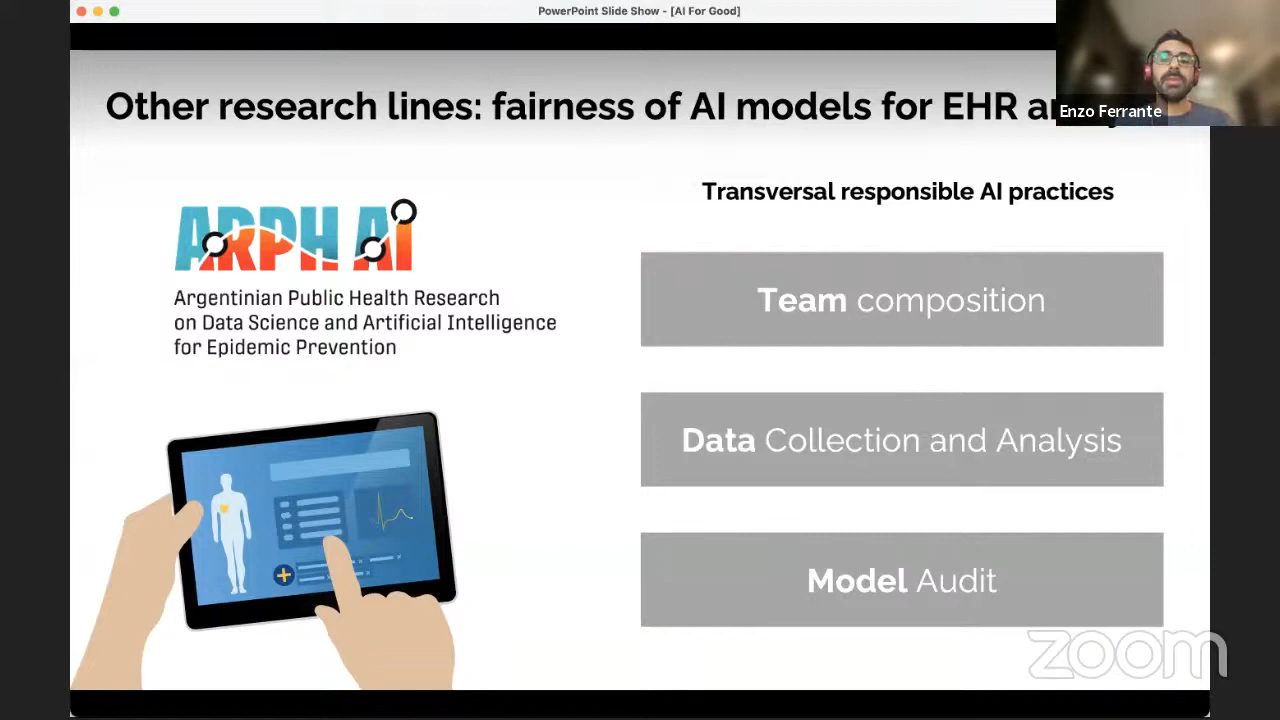 PowerPoint Slide Show - [AI For Good]
Other research lines: fairness of AI models for EHR
Enzo Ferrante
Transversal responsible AI practices
ARPH AI
Argentinian Public Health Research
on Data Science and Artificial Intelligence
for Epidemic Prevention
Team composition
Data Collection and Analysis
Model Audit
zoom